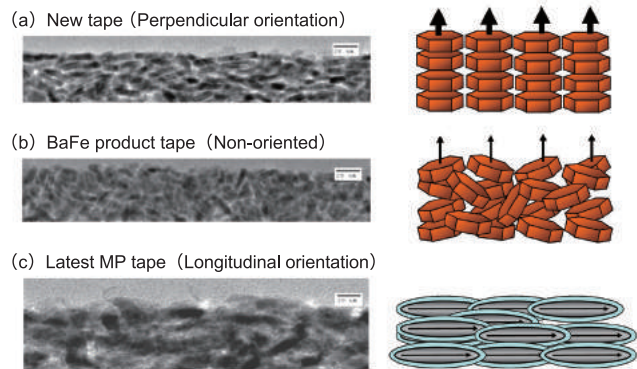 (a) New tape (Perpendicular orientation)
(b) BaFe product tape (Non-oriented)
(c) Latest MP tape (Longitudinal orientation)